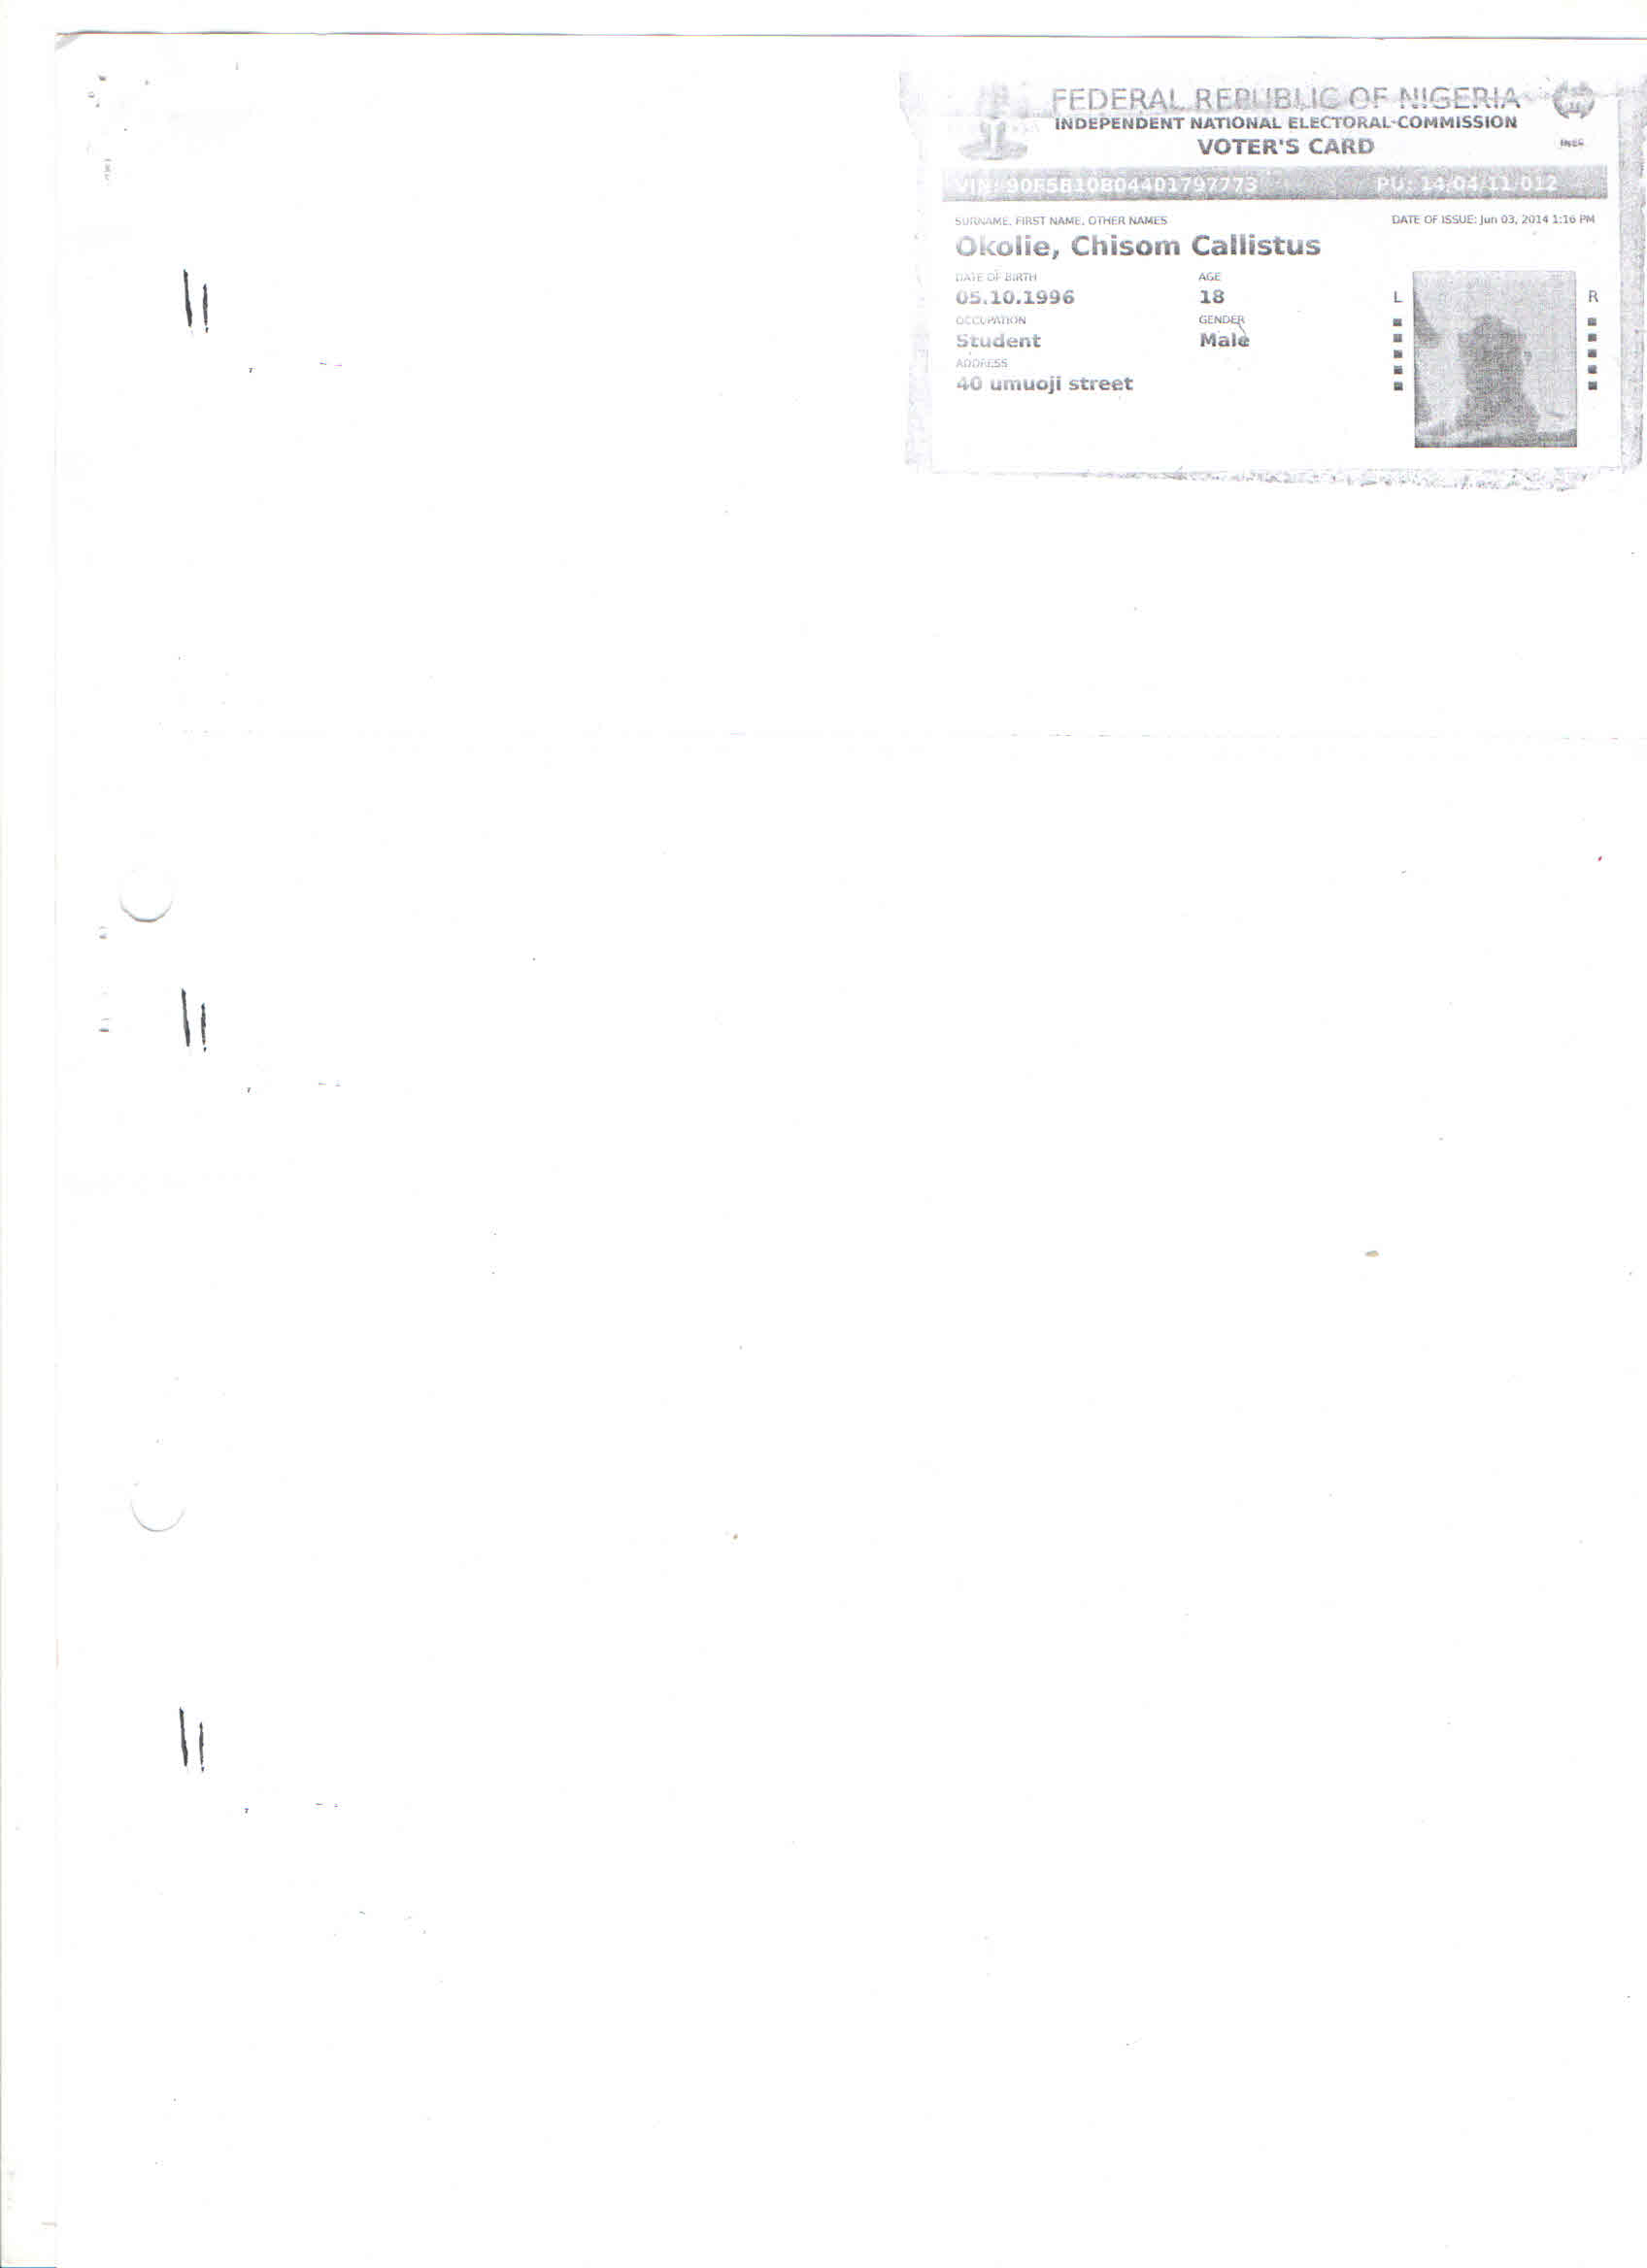 FEDERAL REPUBLIC OF NIGERIA
INDEPENDENT NATIONAL ELECTORAL COMMISSION
VOTER'S CARD
INEC
VIN: 90F5B10B04401797773 PU: 14/04/11/012
SURNAME, FIRST NAME, OTHER NAMES DATE OF ISSUE: Jun 03, 2014 1:16 PM
Okolie, Chisom Callistus
DATE OF BIRTH AGE
05.10.1996 18
L R
OCCUPATION GENDER
Student Male
ADDRESS
40 umuoji street